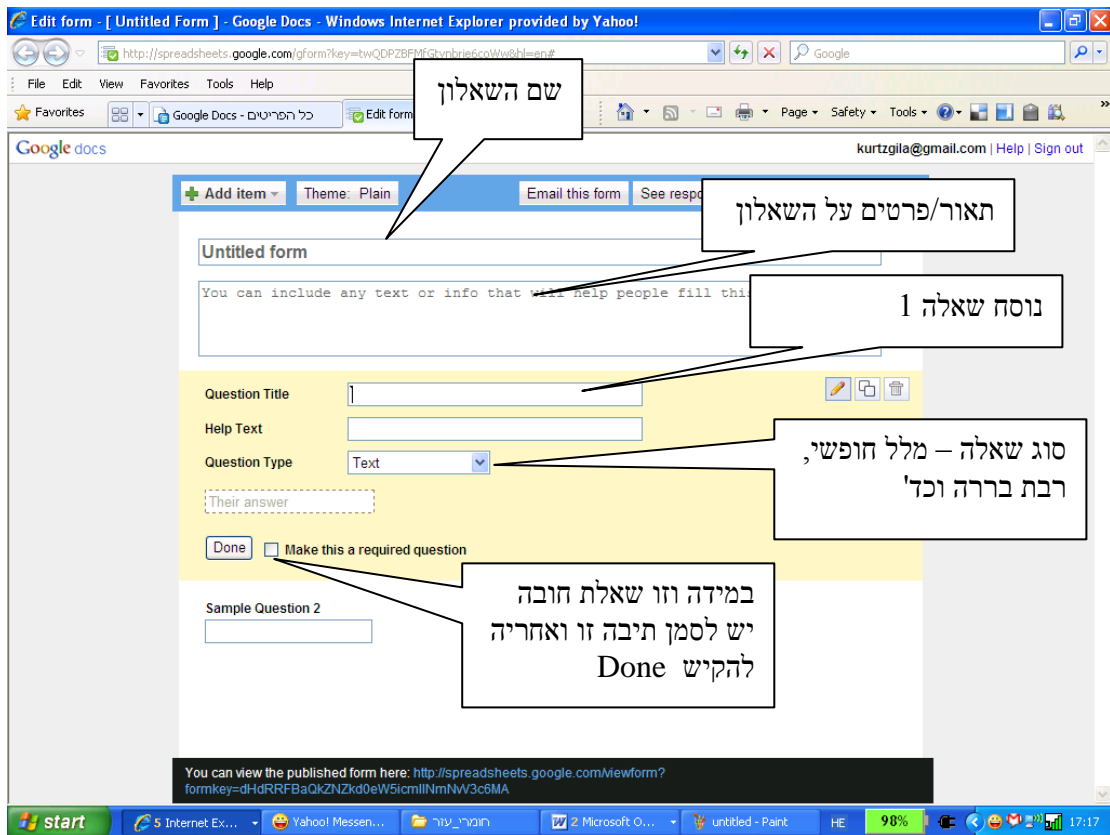 Edit form - [ Untitled Form ] - Google Docs - Windows Internet Explorer provided by Yahoo!
http://spreadsheets.google.com/gform?key=twQDPZBFMfGtvnbrie6coWw&hl=en#
Google
File Edit View Favorites Tools Help
שם השאלון
Favorites
Google Docs - כל הפריטים
Edit form
Page Safety Tools
Google docs
kurtzgila@gmail.com | Help | Sign out
Add item
Theme: Plain
Email this form
See
תאור/פרטים על השאלון
Untitled form
You can include any text or info that will help people fill this
נוסח שאלה 1
Question Title
Help Text
Question Type
Text
סוג שאלה – מלל חופשי,
רבת בררה וכד'
Their answer
Done
Make this a required question
במידה וזו שאלת חובה
יש לסמן תיבה זו ואחריה
להקיש Done
Sample Question 2
You can view the published form here: http://spreadsheets.google.com/viewform?
start
5 Internet Ex...
Yahoo! Messen...
חומרי_עזר
2 Microsoft O...
untitled - Paint
HE
98%
17:17